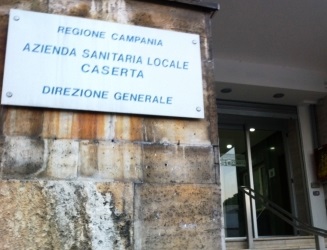 REGIONE CAMPANIA
AZIENDA SANITARIA LOCALE
CASERTA
DIREZIONE GENERALE